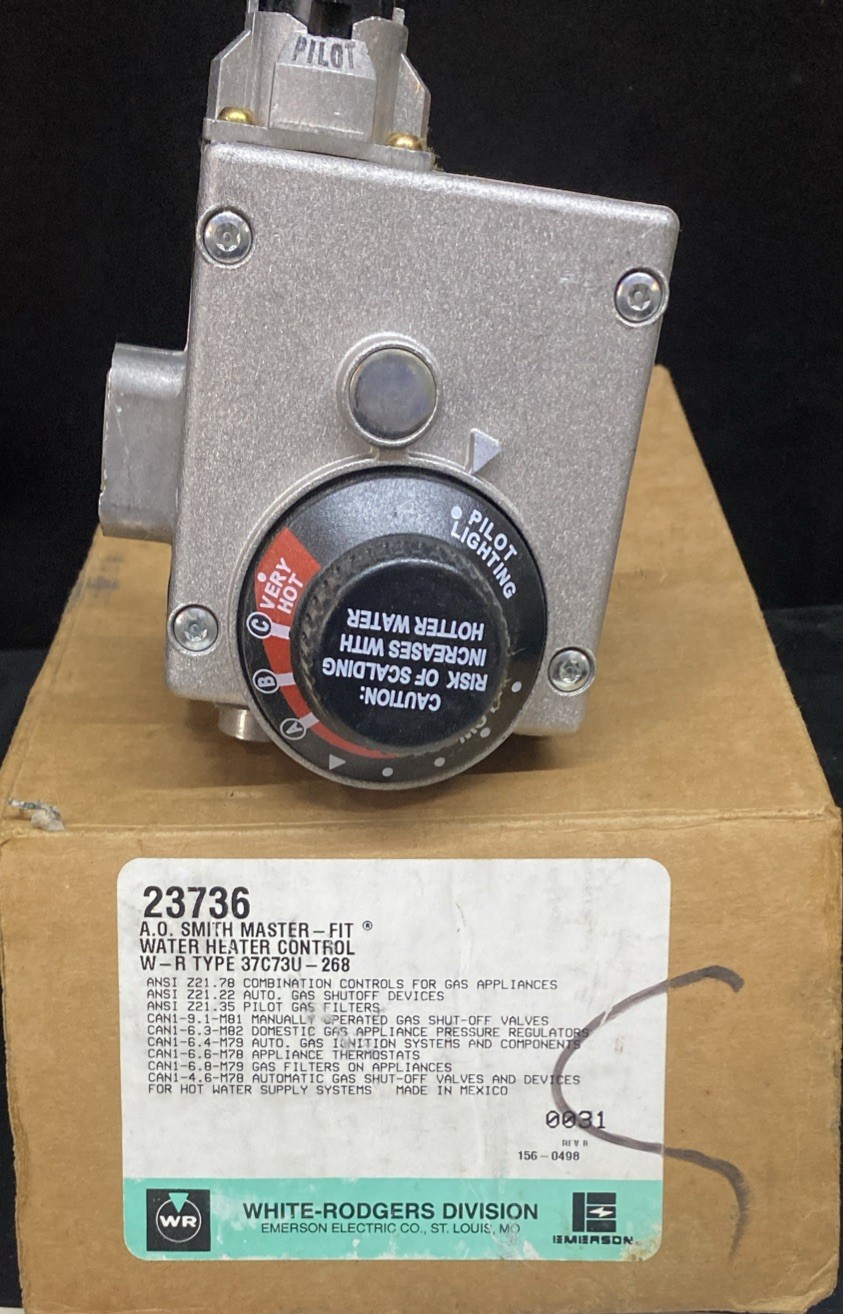 PILOT
PILOT
LIGHTING
VERY
HOT
C
B
A
CAUTION:
RISK OF SCALDING
INCREASES WITH
HOTTER WATER
23736
A.O. SMITH MASTER-FIT ®
WATER HEATER CONTROL
W-R TYPE 37C73U-268
ANSI Z21.78 COMBINATION CONTROLS FOR GAS APPLIANCES
ANSI Z21.22 AUTO. GAS SHUTOFF DEVICES
ANSI Z21.35 PILOT GAS FILTERS
CAN1-9.1-M81 MANUALLY OPERATED GAS SHUT-OFF VALVES
CAN1-6.3-M82 DOMESTIC GAS APPLIANCE PRESSURE REGULATORS
CAN1-6.4-M79 AUTO. GAS IGNITION SYSTEMS AND COMPONENTS
CAN1-6.6-M78 APPLIANCE THERMOSTATS
CAN1-6.8-M79 GAS FILTERS ON APPLIANCES
CAN1-4.6-M78 AUTOMATIC GAS SHUT-OFF VALVES AND DEVICES
FOR HOT WATER SUPPLY SYSTEMS MADE IN MEXICO
0031
156-0498
WR
WHITE-RODGERS DIVISION
EMERSON ELECTRIC CO., ST. LOUIS, MO
EMERSON